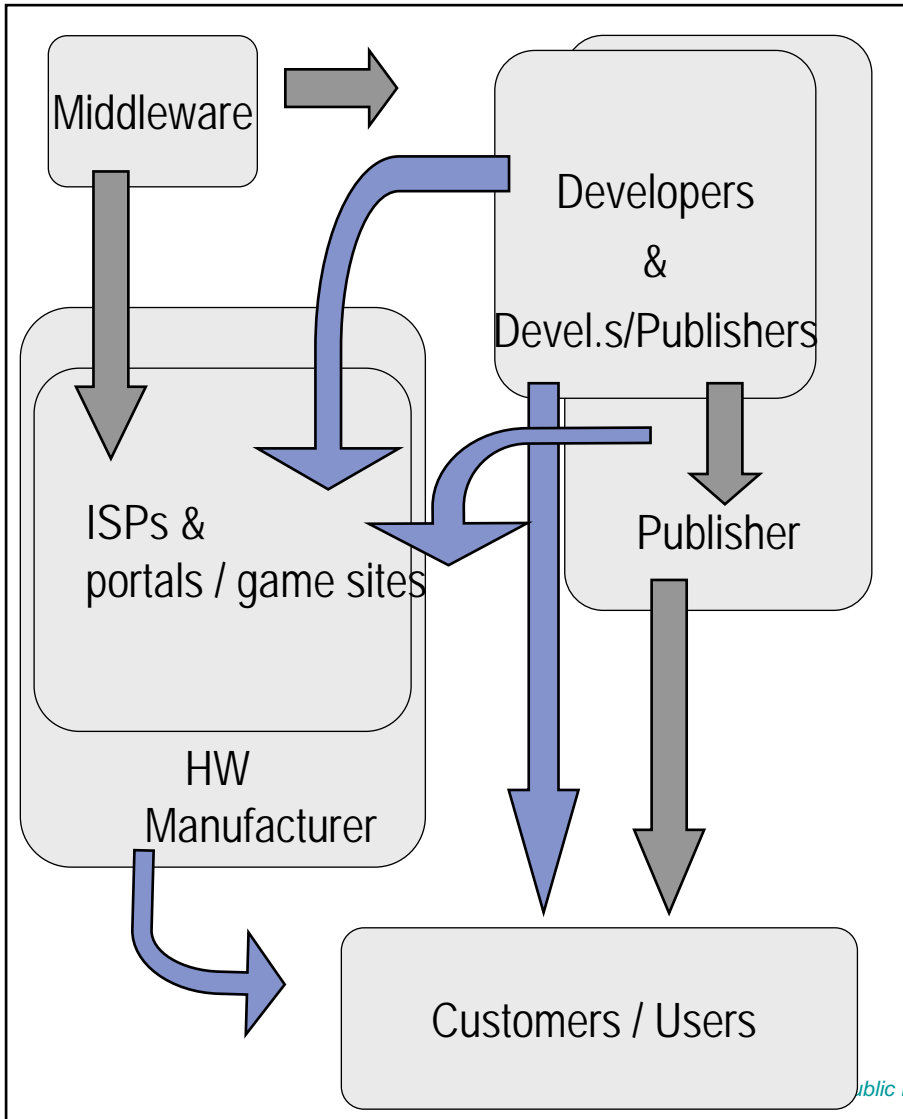 Middleware
Developers
&
Devel.s/Publishers
ISPs &
portals / game sites
Publisher
HW
Manufacturer
Customers / Users